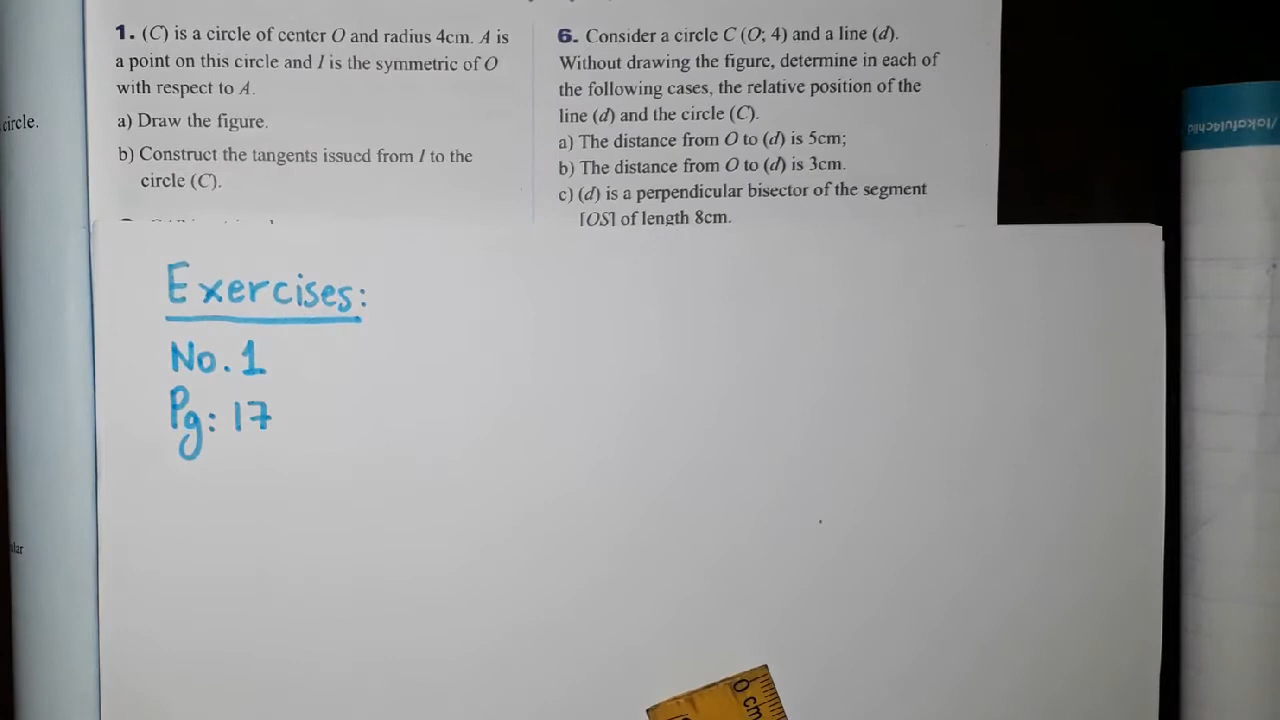 1. (C) is a circle of center O and radius 4cm. A is
a point on this circle and I is the symmetric of O
with respect to A.
a) Draw the figure.
b) Construct the tangents issued from I to the
circle (C).
6. Consider a circle C (O; 4) and a line (d).
Without drawing the figure, determine in each of
the following cases, the relative position of the
line (d) and the circle (C).
a) The distance from O to (d) is 5cm;
b) The distance from O to (d) is 3cm.
c) (d) is a perpendicular bisector of the segment
[OS] of length 8cm.
circle.
Exercises:
No. 1
Pg: 17
0 cm
/takaful4child